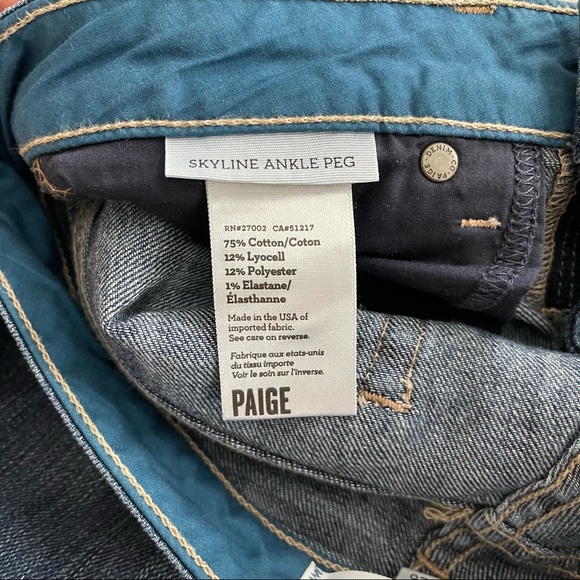 SKYLINE ANKLE PEG
DENIM·CO·PAIGE·
RN#27002 CA#51217
75% Cotton/Coton
12% Lyocell
12% Polyester
1% Elastane/
Élasthanne
Made in the USA of
imported fabric.
See care on reverse.
Fabrique aux etats-unis
du tissu importe
Voir le soin sur l'inverse.
PAIGE